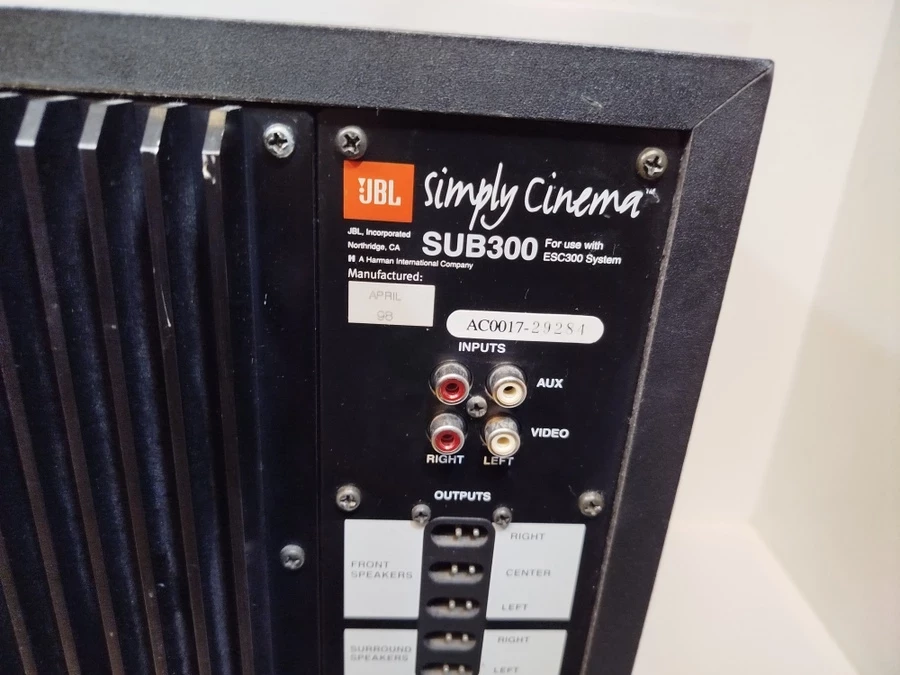 JBL Simply Cinema™
JBL, Incorporated
Northridge, CA
SUB300 For use with
ESC300 System
H A Harman International Company
Manufactured:
APRIL
98
AC0017-29284
INPUTS
AUX
VIDEO
RIGHT LEFT
OUTPUTS
FRONT
SPEAKERS
RIGHT
CENTER
LEFT
SURROUND
SPEAKERS
RIGHT
LEFT